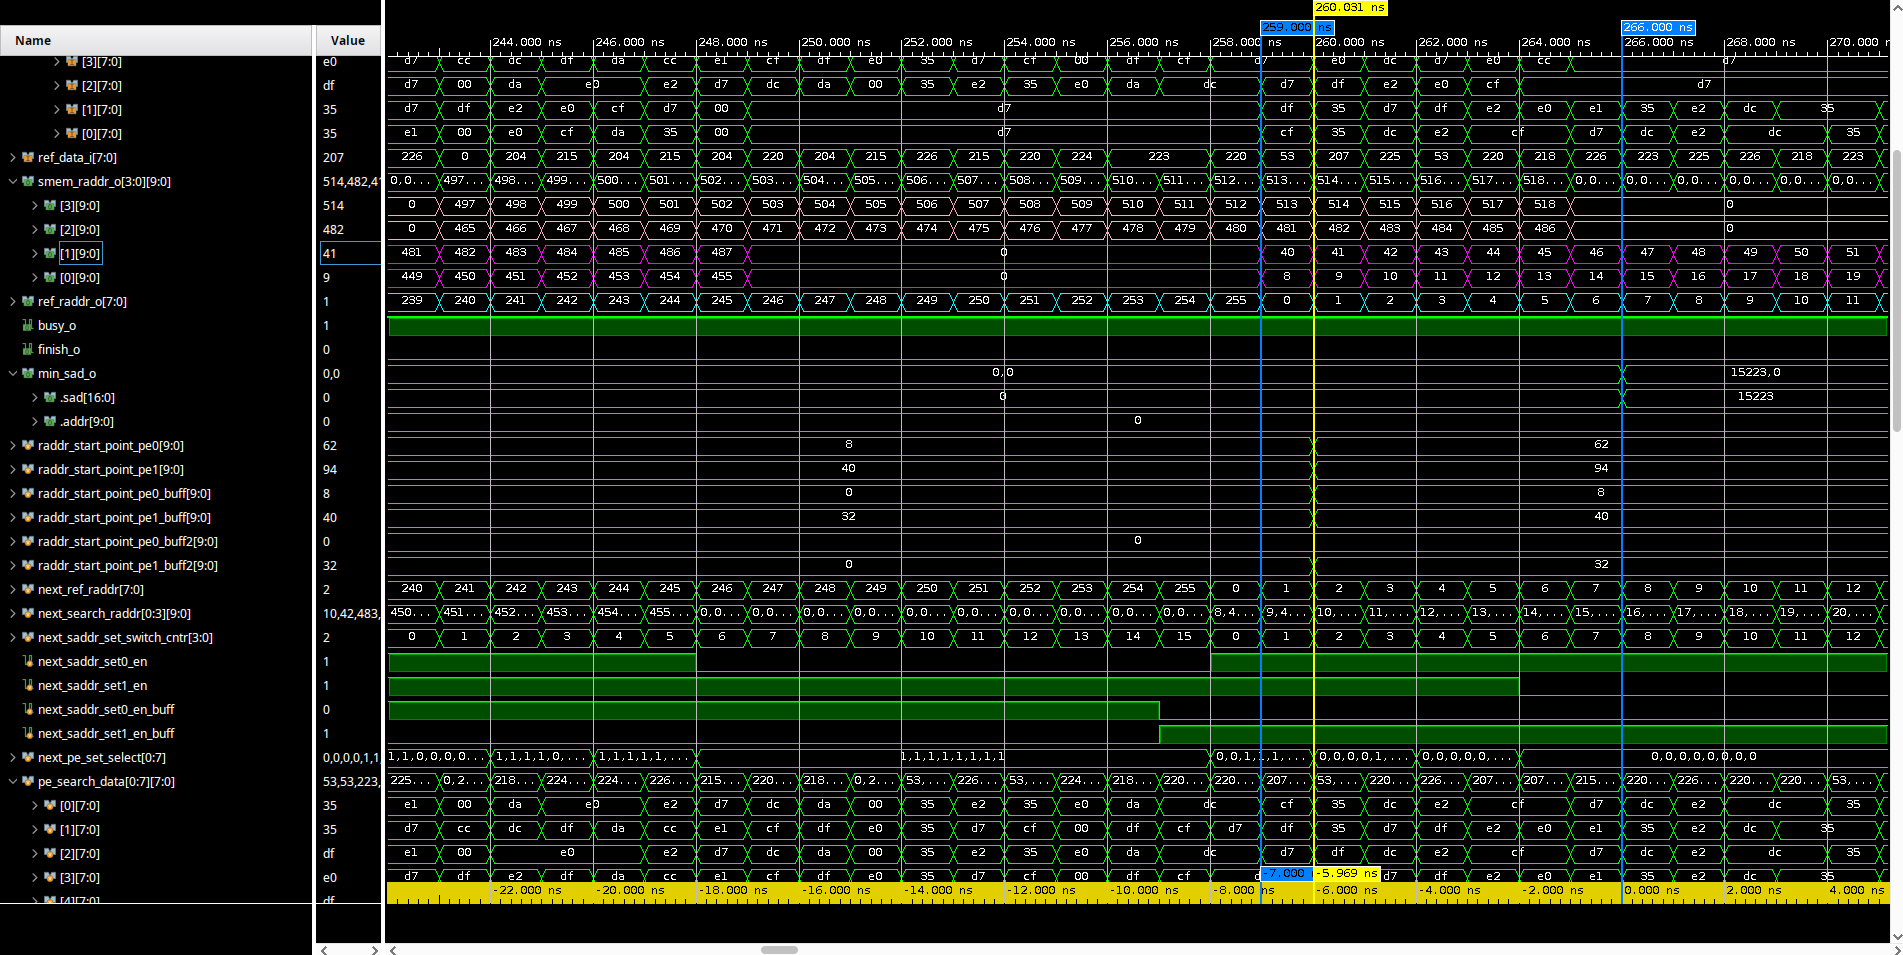 260.031 ns
259.000 ns 266.000 ns
Name Value 244.000 ns 246.000 ns 248.000 ns 250.000 ns 252.000 ns 254.000 ns 256.000 ns 258.000 ns 260.000 ns 262.000 ns 264.000 ns 266.000 ns 268.000 ns 270.000
[3][7:0] e0 d7 cc dc df da cc e1 cf df e0 35 d7 cf 00 df cf d7 e0 dc d7 e0 cc d7
[2][7:0] df d7 00 da e0 e2 d7 dc da 00 35 e2 35 e0 da dc d7 df e2 e0 cf d7
[1][7:0] 35 d7 df e2 e0 cf d7 00 d7 df 35 d7 df e2 e0 e1 35 e2 dc 35
[0][7:0] 35 e1 00 e0 cf da 35 00 d7 cf 35 dc e2 cf d7 dc e2 dc 35
ref_data_i[7:0] 207 226 0 204 215 204 215 220 204 215 226 215 220 224 223 220 53 207 225 53 220 218 226 223 225 226 218 223
smem_raddr_o[3:0][9:0] 514,482,41 0,0... 497... 498... 499... 500... 501... 502... 503... 504... 505... 506... 507... 508... 509... 510... 511... 512... 513... 514... 515... 516... 517... 518... 0,0... 0,0... 0,0... 0,0... 0,0... 0,0...
[3][9:0] 514 0 497 498 499 500 501 502 503 504 505 506 507 508 509 510 511 512 513 514 515 516 517 518 0
[2][9:0] 482 0 465 466 467 468 469 470 471 472 473 474 475 476 477 478 479 480 481 482 483 484 485 486 0
[1][9:0] 41 481 482 483 484 485 486 487 0 40 41 42 43 44 45 46 47 48 49 50 51
[0][9:0] 9 449 450 451 452 453 454 455 0 8 9 10 11 12 13 14 15 16 17 18 19
ref_raddr_o[7:0] 1 239 240 241 242 243 244 245 246 247 248 249 250 251 252 253 254 255 0 1 2 3 4 5 6 7 8 9 10 11
busy_o 1
finish_o 0
min_sad_o 0,0 0,0 15223,0
.sad[16:0] 0 0 15223
.addr[9:0] 0 0
raddr_start_point_pe0[9:0] 62 8 62
raddr_start_point_pe1[9:0] 94 40 94
raddr_start_point_pe0_buff[9:0] 8 0 8
raddr_start_point_pe1_buff[9:0] 40 32 40
raddr_start_point_pe0_buff2[9:0] 0 0
raddr_start_point_pe1_buff2[9:0] 32 0 32
next_ref_raddr[7:0] 2 240 241 242 243 244 245 246 247 248 249 250 251 252 253 254 255 0 1 2 3 4 5 6 7 8 9 10 11 12
next_search_raddr[0:3][9:0] 10,42,483, 450... 451... 452... 453... 454... 455... 0,0... 0,0... 0,0... 0,0... 0,0... 0,0... 0,0... 0,0... 0,0... 0,0... 8,4... 9,4... 10,... 11,... 12,... 13,... 14,... 15,... 16,... 17,... 18,... 19,... 20,...
next_saddr_set_switch_cntr[3:0] 2 0 1 2 3 4 5 6 7 8 9 10 11 12 13 14 15 0 1 2 3 4 5 6 7 8 9 10 11 12
next_saddr_set0_en 1
next_saddr_set1_en 1
next_saddr_set0_en_buff 0
next_saddr_set1_en_buff 1
next_pe_set_select[0:7] 0,0,0,0,1,1, 1,1,0,0,0,0... 1,1,1,1,0,... 1,1,1,1,1,... 1,1,1,1,1,1,1,1 0,0,1,1,1,... 0,0,0,0,1,... 0,0,0,0,0,... 0,0,0,0,0,0,0,0
pe_search_data[0:7][7:0] 53,53,223, 225... 0,2... 218... 224... 224... 226... 215... 220... 218... 0,2... 53,... 226... 53,... 224... 218... 220... 220... 207... 53,... 220... 226... 207... 207... 215... 220... 226... 220... 220... 53,...
[0][7:0] 35 e1 00 da e0 e2 d7 dc da 00 35 e2 35 e0 da dc cf 35 dc e2 cf d7 dc e2 dc 35
[1][7:0] 35 d7 cc dc df da cc e1 cf df e0 35 d7 cf 00 df cf d7 df 35 d7 df e2 e0 e1 35 e2 dc 35
[2][7:0] df e1 00 e0 e2 d7 dc da 00 35 e2 35 e0 da dc d7 df dc e2 cf d7 dc e2 dc 35
[3][7:0] e0 d7 df e2 df da cc e1 cf df e0 35 d7 cf 00 df cf d7 e0 d7 df e2 e0 e1 35 e2 dc 35
[4][7:0] df -22.000 ns -20.000 ns -18.000 ns -16.000 ns -14.000 ns -12.000 ns -10.000 ns -8.000 ns -7.000 -5.969 ns -6.000 ns -4.000 ns -2.000 ns 0.000 ns 2.000 ns 4.000 ns